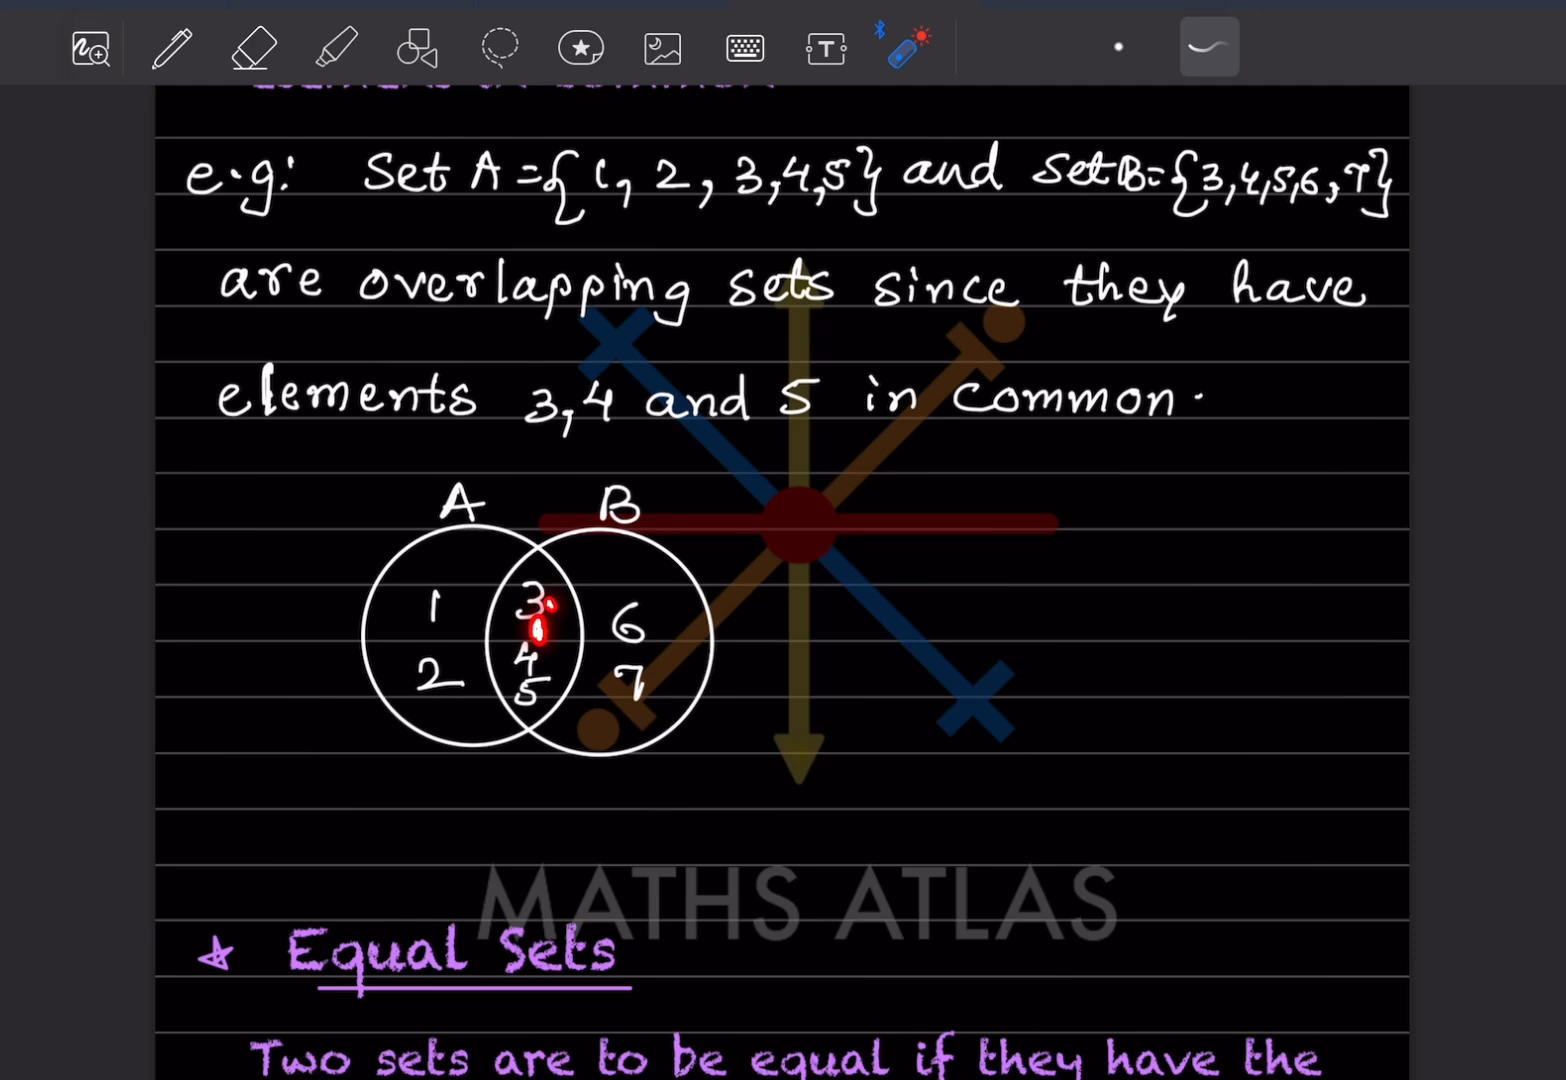 e.g: Set A = {1, 2, 3,4,5} and Set B = {3,4,5,6,7}
are overlapping sets since they have
elements 3,4 and 5 in common.
A B
1 3 6
2 4 7
5
MATHS ATLAS
Equal Sets
Two sets are to be equal if they have the